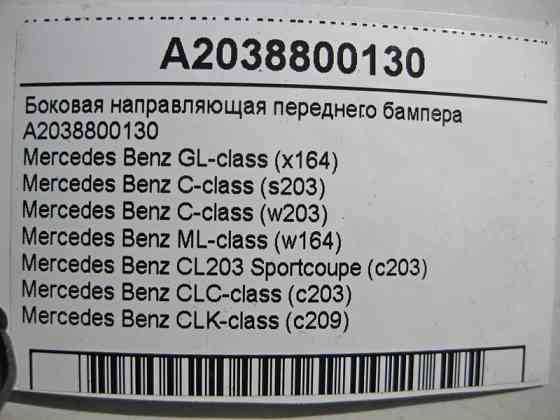 A2038800130
Боковая направляющая переднего бампера
A2038800130
Mercedes Benz GL-class (x164)
Mercedes Benz C-class (s203)
Mercedes Benz C-class (w203)
Mercedes Benz ML-class (w164)
Mercedes Benz CL203 Sportcoupe (c203)
Mercedes Benz CLC-class (c203)
Mercedes Benz CLK-class (c209)